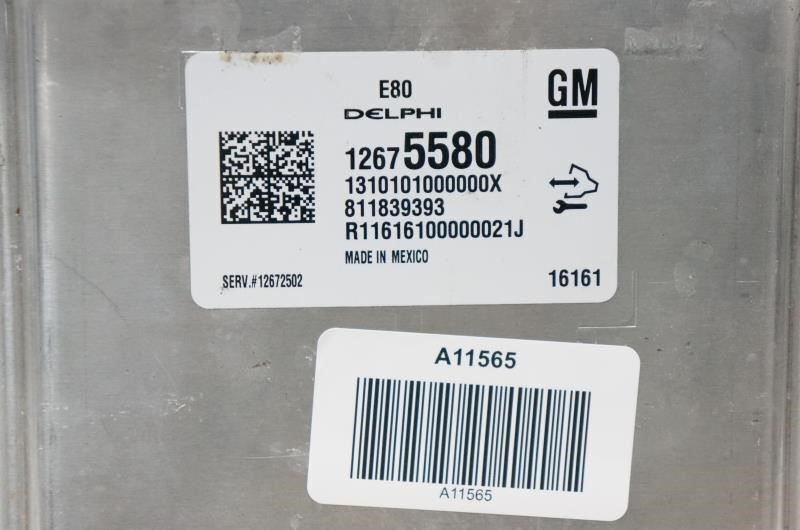 E80
GM
DELPHI
12675580
1310101000000X
811839393
R11616100000021J
MADE IN MEXICO
SERV.#12672502
16161
A11565
A11565